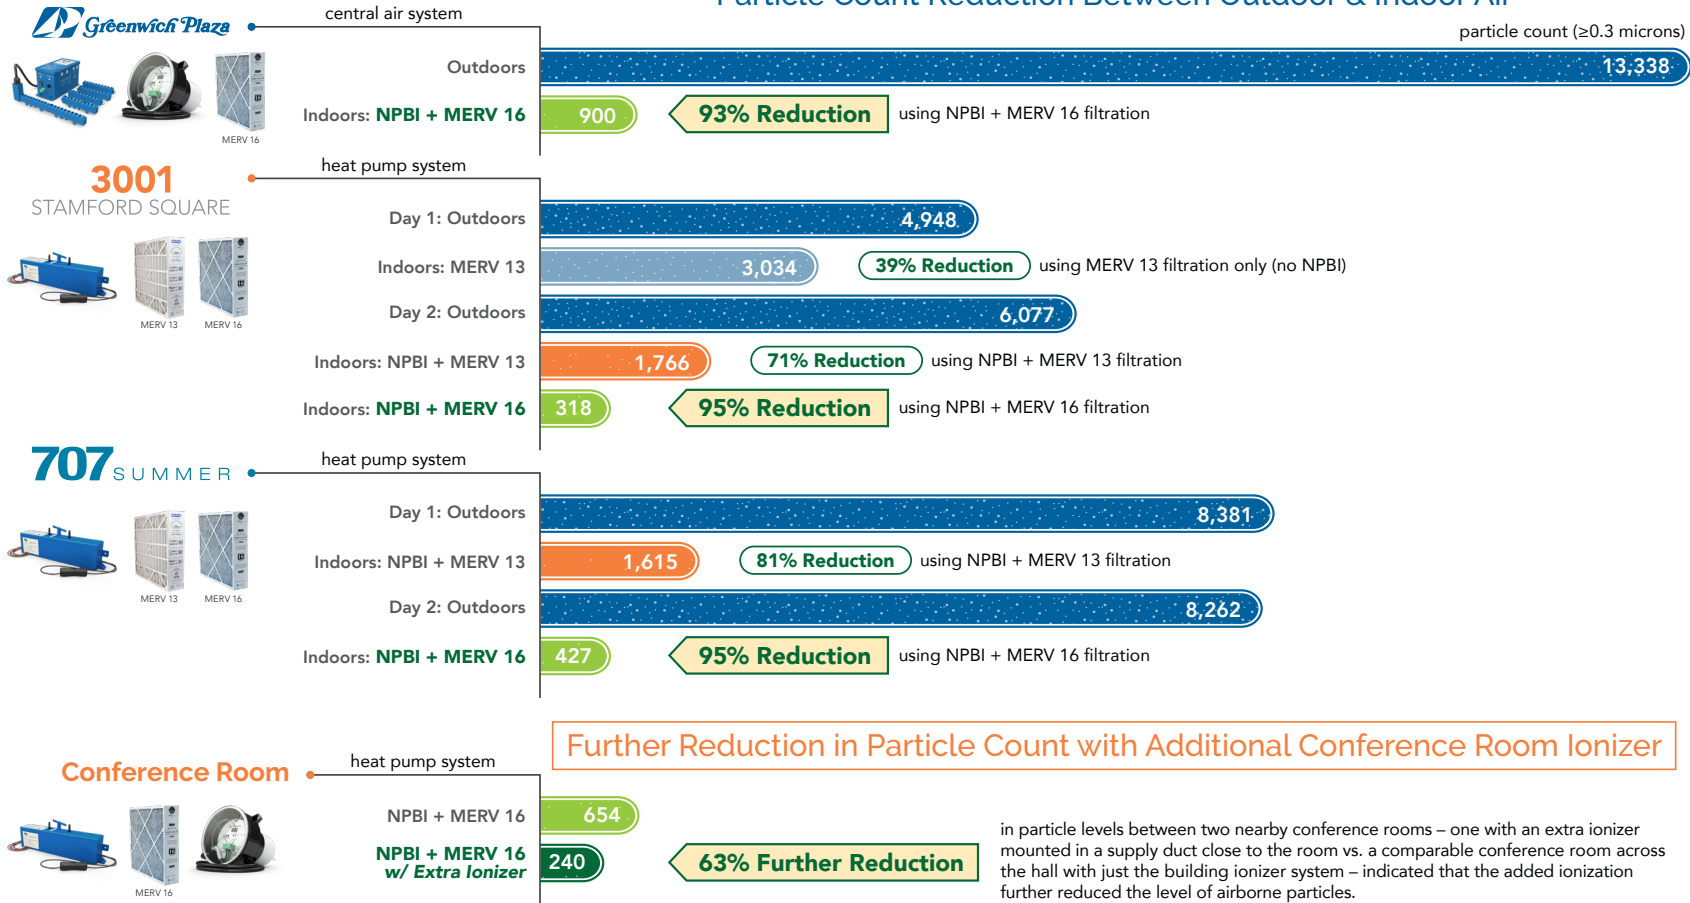 Particle Count Reduction Between Outdoor & Indoor Air
particle count (≥0.3 microns)
Greenwich Plaza
central air system
MERV 16
Outdoors
13,338
Indoors: NPBI + MERV 16
900
93% Reduction
using NPBI + MERV 16 filtration
3001
STAMFORD SQUARE
heat pump system
MERV 13
MERV 16
Day 1: Outdoors
4,948
Indoors: MERV 13
3,034
39% Reduction
using MERV 13 filtration only (no NPBI)
Day 2: Outdoors
6,077
Indoors: NPBI + MERV 13
1,766
71% Reduction
using NPBI + MERV 13 filtration
Indoors: NPBI + MERV 16
318
95% Reduction
using NPBI + MERV 16 filtration
707 SUMMER
heat pump system
MERV 13
MERV 16
Day 1: Outdoors
8,381
Indoors: NPBI + MERV 13
1,615
81% Reduction
using NPBI + MERV 13 filtration
Day 2: Outdoors
8,262
Indoors: NPBI + MERV 16
427
95% Reduction
using NPBI + MERV 16 filtration
Further Reduction in Particle Count with Additional Conference Room Ionizer
Conference Room
heat pump system
MERV 16
NPBI + MERV 16
654
NPBI + MERV 16
w/ Extra Ionizer
240
63% Further Reduction
in particle levels between two nearby conference rooms – one with an extra ionizer
mounted in a supply duct close to the room vs. a comparable conference room across
the hall with just the building ionizer system – indicated that the added ionization
further reduced the level of airborne particles.